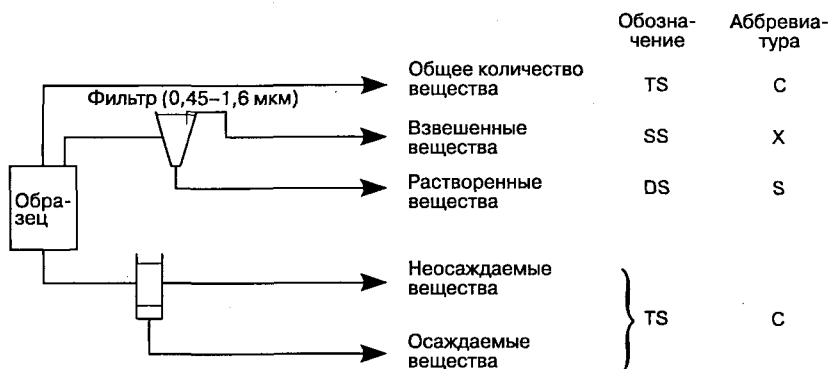 Обозна-
чение
Аббревиа-
тура
Общее количество
вещества
TS
C
Фильтр (0,45–1,6 мкм)
Взвешенные
вещества
SS
X
Растворенные
вещества
DS
S
Обра-
зец
Неосаждаемые
вещества
TS
C
Осаждаемые
вещества